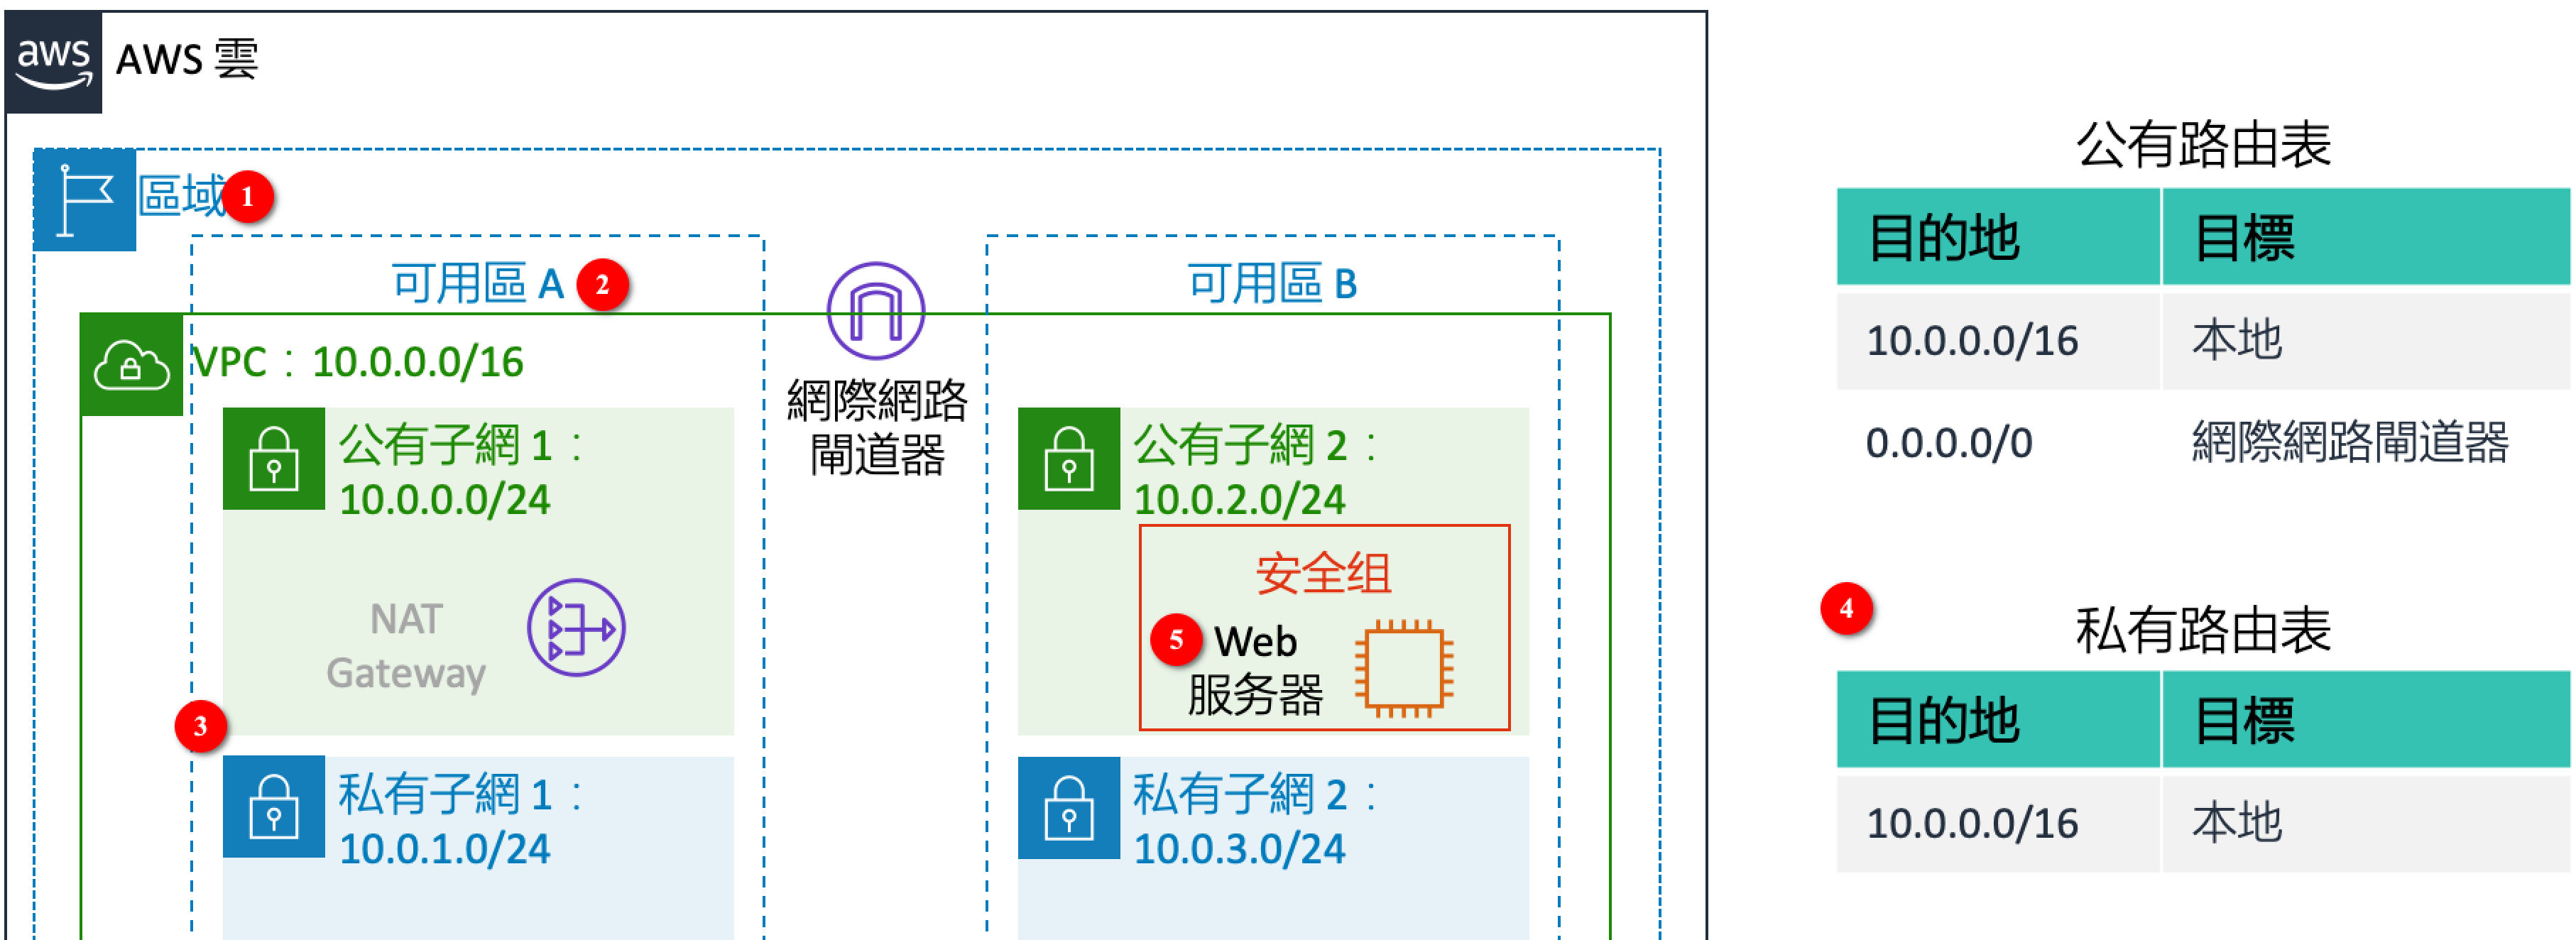 aws
AWS 雲
區域 1
可用區 A 2
可用區 B
VPC：10.0.0.0/16
網際網路
閘道器
公有子網 1：
10.0.0.0/24
NAT
Gateway
公有子網 2：
10.0.2.0/24
安全组
5 Web
服务器
3
私有子網 1：
10.0.1.0/24
私有子網 2：
10.0.3.0/24
公有路由表
目的地 目標
10.0.0.0/16 本地
0.0.0.0/0 網際網路閘道器
4
私有路由表
目的地 目標
10.0.0.0/16 本地